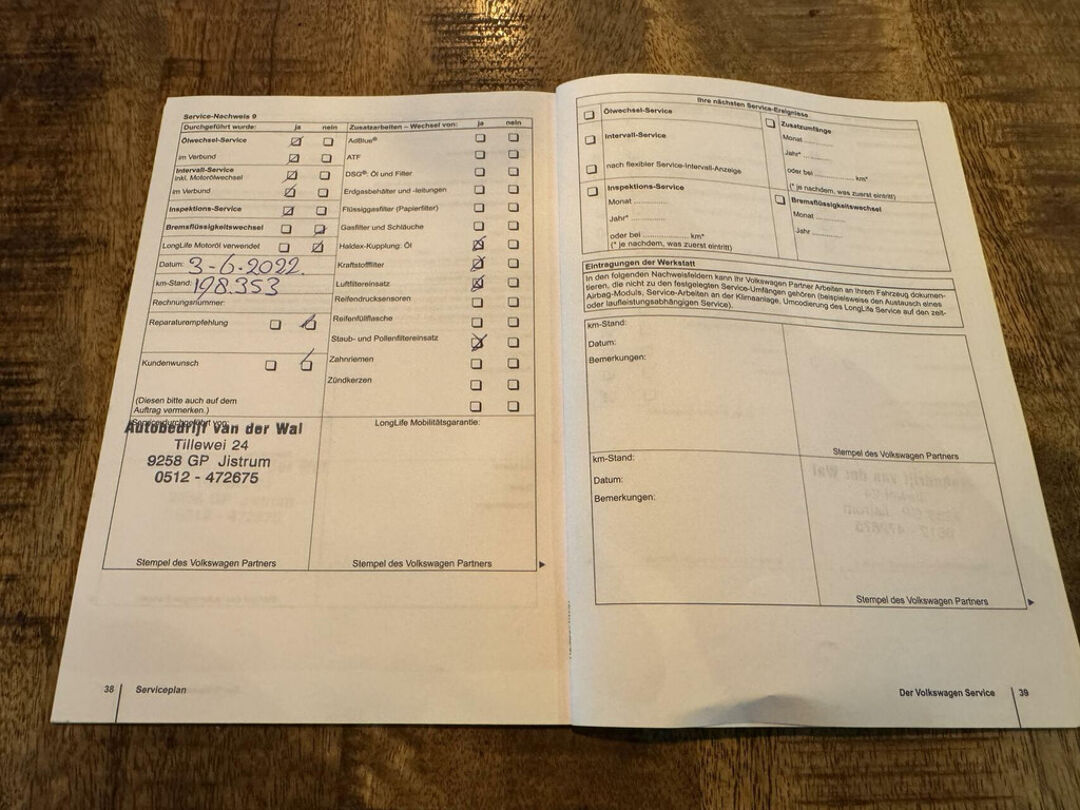 Service-Nachweis 9
Durchgeführt wurde: ja nein
Ölwechsel-Service
im Verbund
Intervall-Service
inkl. Motorölwechsel
im Verbund
Inspektions-Service
Bremsflüssigkeitswechsel
LongLife Motoröl verwendet
Datum: 3-6.2022.
km-Stand: 198.353
Rechnungsnummer:
Reparaturempfehlung
Kundenwunsch
(Diesen bitte auch auf dem
Auftrag vermerken.)
Zusatzarbeiten – Wechsel von: ja nein
AdBlue®
ATF
DSG®: Öl und Filter
Erdgasbehälter und -leitungen
Flüssiggasfilter (Papierfilter)
Gasfilter und Schläuche
Haldex-Kupplung: Öl
Kraftstofffilter
Luftfiltereinsatz
Reifendrucksensoren
Reifenfüllflasche
Staub- und Pollenfiltereinsatz
Zahnriemen
Zündkerzen
Service durchgeführt von:
Autobedrijf van der Wal
Tillewei 24
9258 GP Jistrum
0512 - 472675
Stempel des Volkswagen Partners
LongLife Mobilitätsgarantie:
Stempel des Volkswagen Partners
38 Serviceplan
Ihre nächsten Service-Ereignisse
Ölwechsel-Service
Intervall-Service
nach flexibler Service-Intervall-Anzeige
Inspektions-Service
Monat ...............
Jahr* ...............
oder bei ............... km*
(* je nachdem, was zuerst eintritt)
Zusatzumfänge
Monat ...............
Jahr* ...............
oder bei ............... km*
(* je nachdem, was zuerst eintritt)
Bremsflüssigkeitswechsel
Monat ...............
Jahr ...............
Eintragungen der Werkstatt
In den folgenden Nachweisfeldern kann Ihr Volkswagen Partner Arbeiten an Ihrem Fahrzeug dokumen-
tieren, die nicht zu den festgelegten Service-Umfängen gehören (beispielsweise den Austausch eines
Airbag-Moduls, Service-Arbeiten an der Klimaanlage, Umcodierung des LongLife Service auf den zeit-
oder laufleistungsabhängigen Service).
km-Stand:
Datum:
Bemerkungen:
Stempel des Volkswagen Partners
km-Stand:
Datum:
Bemerkungen:
Stempel des Volkswagen Partners
Der Volkswagen Service 39